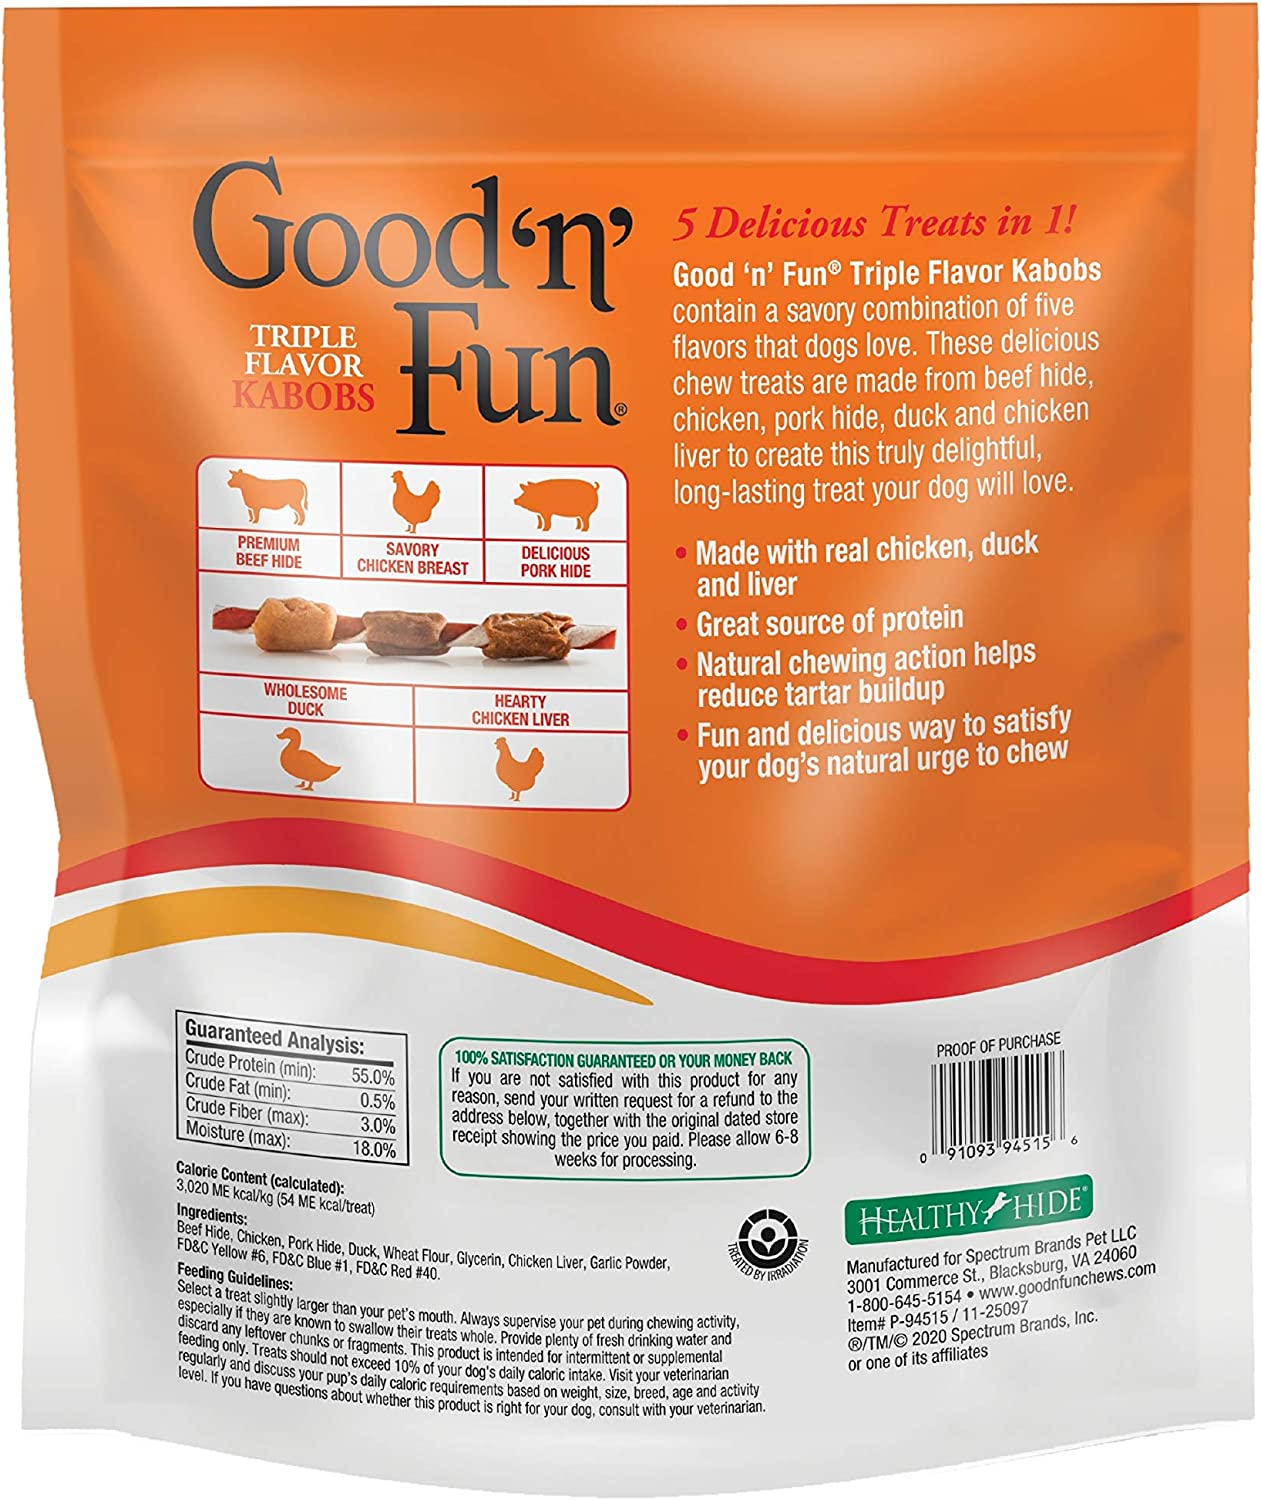 Good 'n'
Fun®
TRIPLE
FLAVOR
KABOBS
PREMIUM
BEEF HIDE
SAVORY
CHICKEN BREAST
DELICIOUS
PORK HIDE
WHOLESOME
DUCK
HEARTY
CHICKEN LIVER
5 Delicious Treats in 1!
Good 'n' Fun® Triple Flavor Kabobs
contain a savory combination of five
flavors that dogs love. These delicious
chew treats are made from beef hide,
chicken, pork hide, duck and chicken
liver to create this truly delightful,
long-lasting treat your dog will love.
• Made with real chicken, duck
and liver
• Great source of protein
• Natural chewing action helps
reduce tartar buildup
• Fun and delicious way to satisfy
your dog's natural urge to chew
Guaranteed Analysis:
Crude Protein (min): 55.0%
Crude Fat (min): 0.5%
Crude Fiber (max): 3.0%
Moisture (max): 18.0%
Calorie Content (calculated):
3,020 ME kcal/kg (54 ME kcal/treat)
Ingredients:
Beef Hide, Chicken, Pork Hide, Duck, Wheat Flour, Glycerin, Chicken Liver, Garlic Powder,
FD&C Yellow #6, FD&C Blue #1, FD&C Red #40.
Feeding Guidelines:
Select a treat slightly larger than your pet's mouth. Always supervise your pet during chewing activity,
especially if they are known to swallow their treats whole. Provide plenty of fresh drinking water and
discard any leftover chunks or fragments. This product is intended for intermittent or supplemental
feeding only. Treats should not exceed 10% of your dog's daily caloric intake. Visit your veterinarian
regularly and discuss your pup's daily caloric requirements based on weight, size, breed, age and activity
level. If you have questions about whether this product is right for your dog, consult with your veterinarian.
100% SATISFACTION GUARANTEED OR YOUR MONEY BACK
If you are not satisfied with this product for any
reason, send your written request for a refund to the
address below, together with the original dated store
receipt showing the price you paid. Please allow 6-8
weeks for processing.
TREATED BY IRRADIATION
PROOF OF PURCHASE
0 91093 94515 6
HEALTHY HIDE®
Manufactured for Spectrum Brands Pet LLC
3001 Commerce St., Blacksburg, VA 24060
1-800-645-5154 • www.goodnfunchews.com
Item# P-94515 / 11-25097
®/TM/© 2020 Spectrum Brands, Inc.
or one of its affiliates